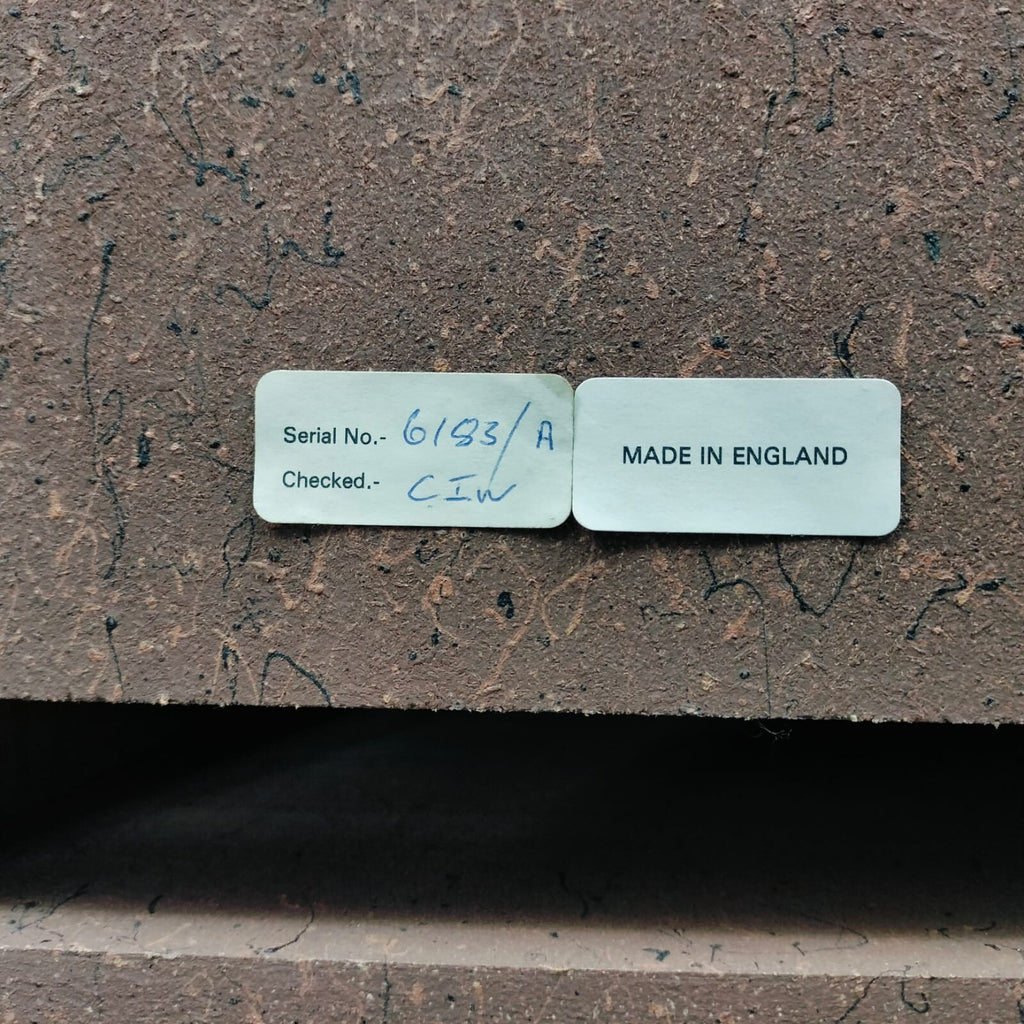 Serial No.- 6183/A
Checked.- CIW
MADE IN ENGLAND